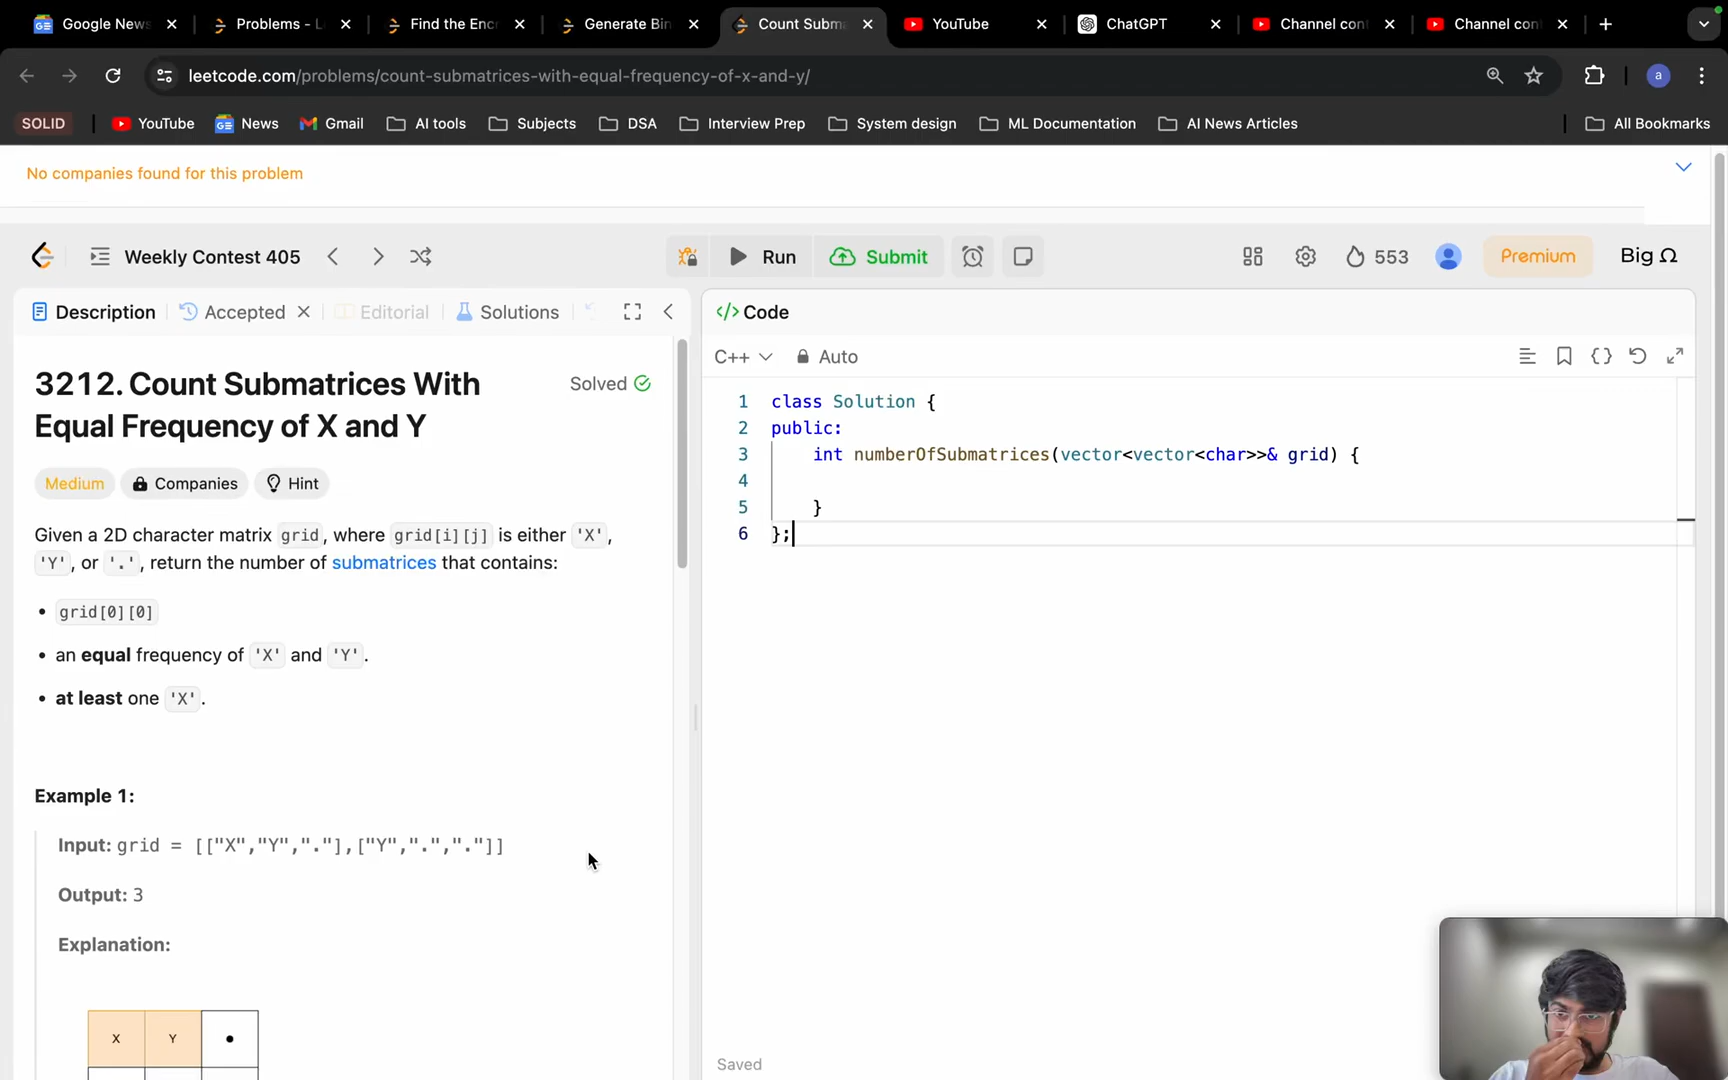 Google News
Problems - L
Find the Enc
Generate Bin
Count Subm
YouTube
ChatGPT
Channel con
Channel con
leetcode.com/problems/count-submatrices-with-equal-frequency-of-x-and-y/
a
SOLID
YouTube
News
Gmail
AI tools
Subjects
DSA
Interview Prep
System design
ML Documentation
AI News Articles
All Bookmarks
No companies found for this problem
Weekly Contest 405
Run
Submit
553
Premium
Big Ω
Description
Accepted
Editorial
Solutions
</> Code
C++
Auto
3212. Count Submatrices With
Equal Frequency of X and Y
Solved
Medium
Companies
Hint
Given a 2D character matrix grid, where grid[i][j] is either 'X',
'Y', or '.', return the number of submatrices that contains:
• grid[0][0]
• an equal frequency of 'X' and 'Y'.
• at least one 'X'.
Example 1:
Input: grid = [["X","Y","."],["Y",".","."]]
Output: 3
Explanation:
X Y
1 class Solution {
2 public:
3 int numberOfSubmatrices(vector<vector<char>>& grid) {
4
5 }
6 };
Saved